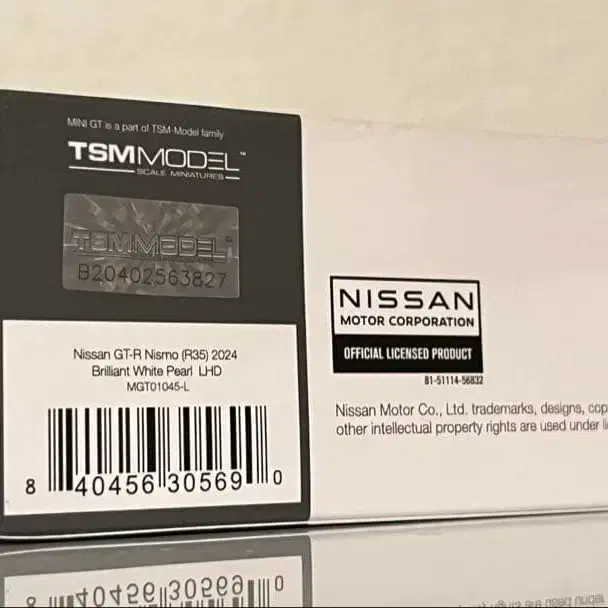 MINI GT is a part of TSM-Model family
TSMMODEL™
SCALE MINIATURES
TSMMODEL
B20402563827
Nissan GT-R Nismo (R35) 2024
Brilliant White Pearl LHD
MGT01045-L
8 40456 30569 0
NISSAN
MOTOR CORPORATION
OFFICIAL LICENSED PRODUCT
81-51114-56832
Nissan Motor Co., Ltd. trademarks, designs, cop
other intellectual property rights are used under li